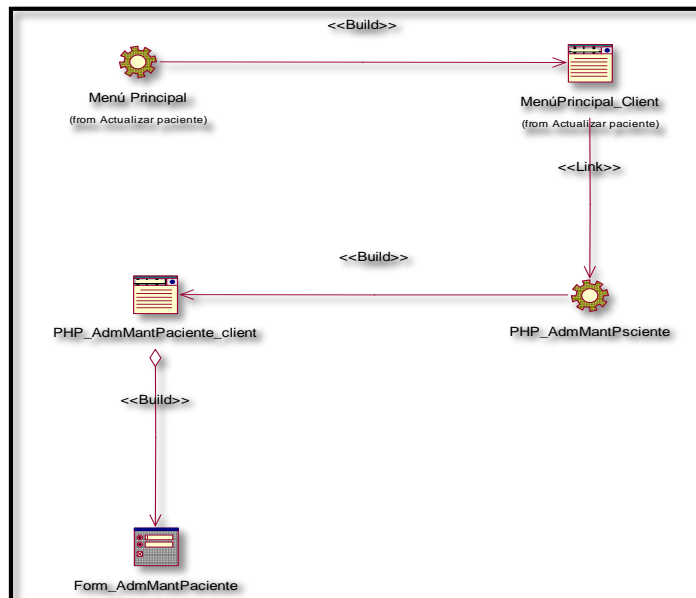 <<Build>>
Menú Principal
(from Actualizar paciente)
MenúPrincipal_Client
(from Actualizar paciente)
<<Link>>
<<Build>>
PHP_AdmMantPaciente_client
PHP_AdmMantPsciente
<<Build>>
Form_AdmMantPaciente